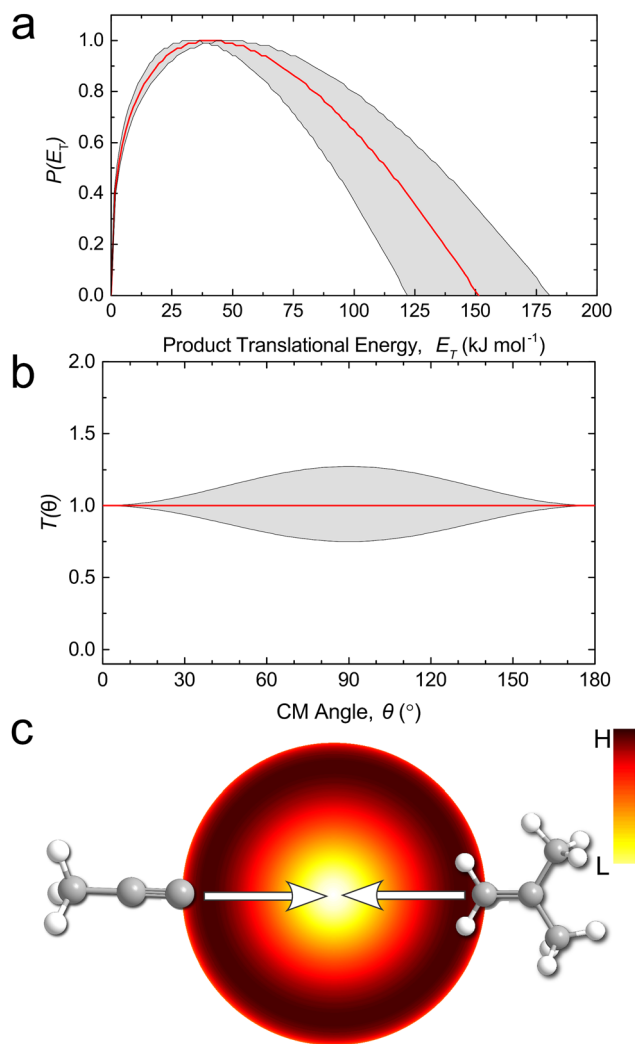 a
1.0
0.8
0.6
0.4
0.2
0.0
P(E_T)
0 25 50 75 100 125 150 175 200
Product Translational Energy, E_T (kJ mol⁻¹)
b
2.0
1.5
1.0
0.5
0.0
T(θ)
0 30 60 90 120 150 180
CM Angle, θ (°)
c
H
L